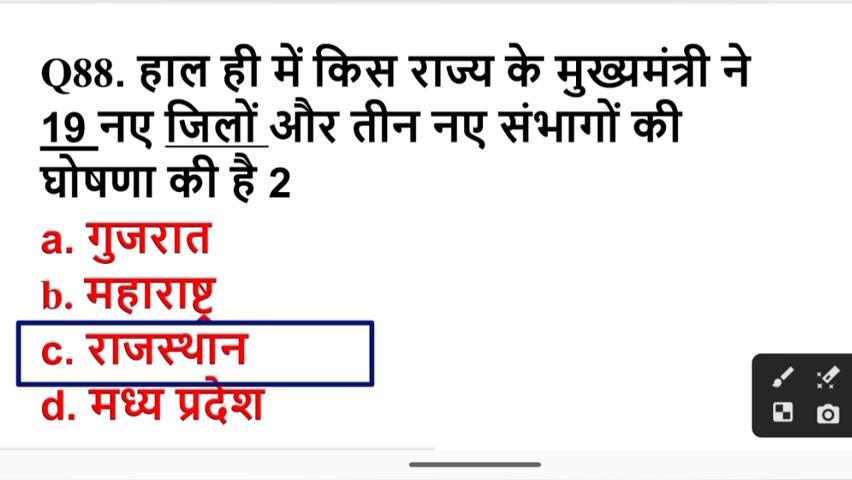 Q88. हाल ही में किस राज्य के मुख्यमंत्री ने
19 नए जिलों और तीन नए संभागों की
घोषणा की है 2
a. गुजरात
b. महाराष्ट्र
c. राजस्थान
d. मध्य प्रदेश